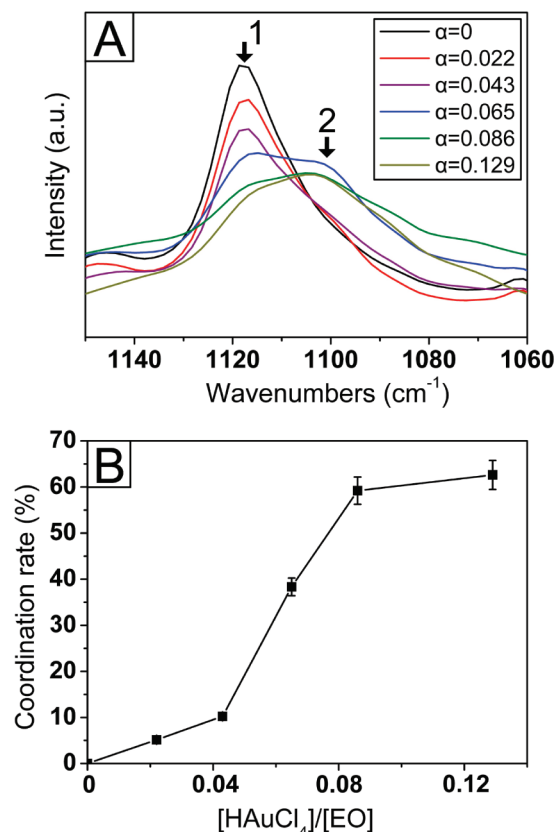 A
1
2
α=0
α=0.022
α=0.043
α=0.065
α=0.086
α=0.129
Intensity (a.u.)
1140 1120 1100 1080 1060
Wavenumbers (cm⁻¹)
B
70
60
50
40
30
20
10
0
Coordination rate (%)
0 0.04 0.08 0.12
[HAuCl₄]/[EO]